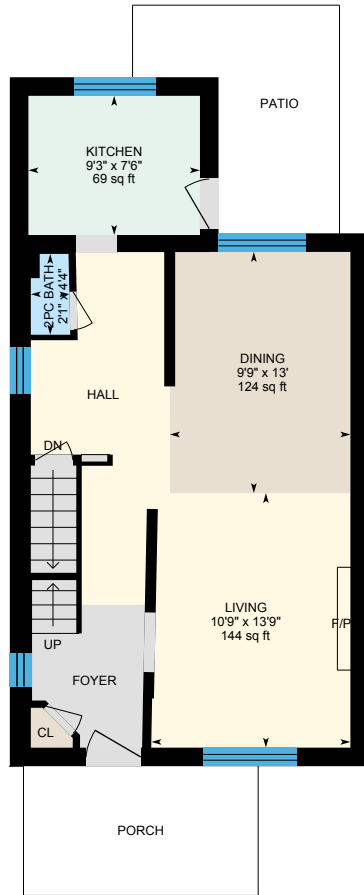 PATIO
KITCHEN
9'3" x 7'6"
69 sq ft
2PC BATH
2'1" x 4'4"
DINING
9'9" x 13'
124 sq ft
HALL
DN
LIVING
10'9" x 13'9"
144 sq ft
F/P
UP
FOYER
CL
PORCH